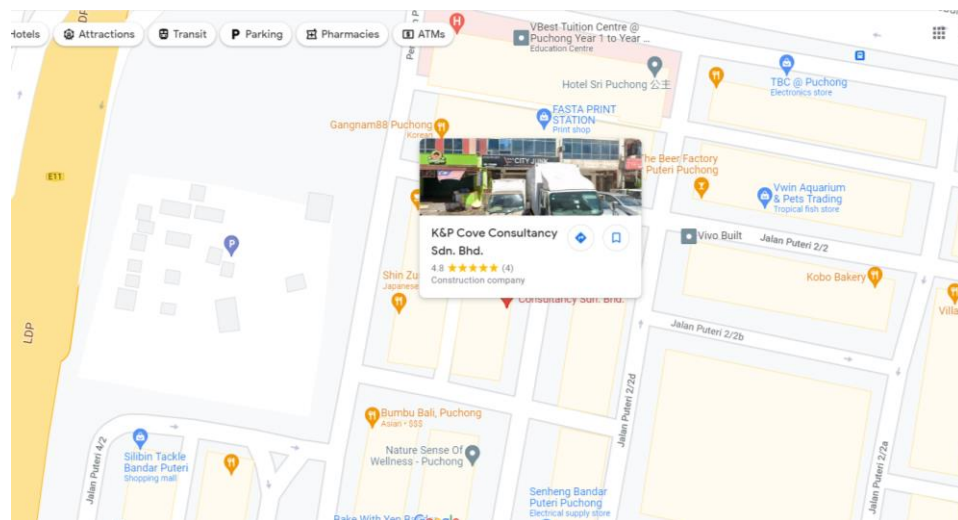 Hotels
Attractions
Transit
P Parking
Pharmacies
ATMs
H
VBest Tuition Centre @
Puchong Year 1 to Year ...
Education Centre
Hotel Sri Puchong 公主
TBC @ Puchong
Electronics store
FASTA PRINT
STATION
Print shop
Gangnam88 Puchong
Korean
CITY JUNK
The Beer Factory
Puteri Puchong
E11
Vwin Aquarium
& Pets Trading
Tropical fish store
P
K&P Cove Consultancy
Sdn. Bhd.
4.8 ★★★★★ (4)
Construction company
Vivo Built
Jalan Puteri 2/2
Shin Zu
Japanese
Kobo Bakery
Consultancy Sdn. Bhd.
Villa
LDP
LDP
Jalan Puteri 2/2b
Jalan Puteri 2/2d
Bumbu Bali, Puchong
Asian • $$$
Nature Sense Of
Wellness - Puchong
Jalan Puteri 4/2
Silibin Tackle
Bandar Puteri
Shopping mall
Jalan Puteri 2/2a
Senheng Bandar
Puteri Puchong
Electrical supply store
Bake With Yen
Google